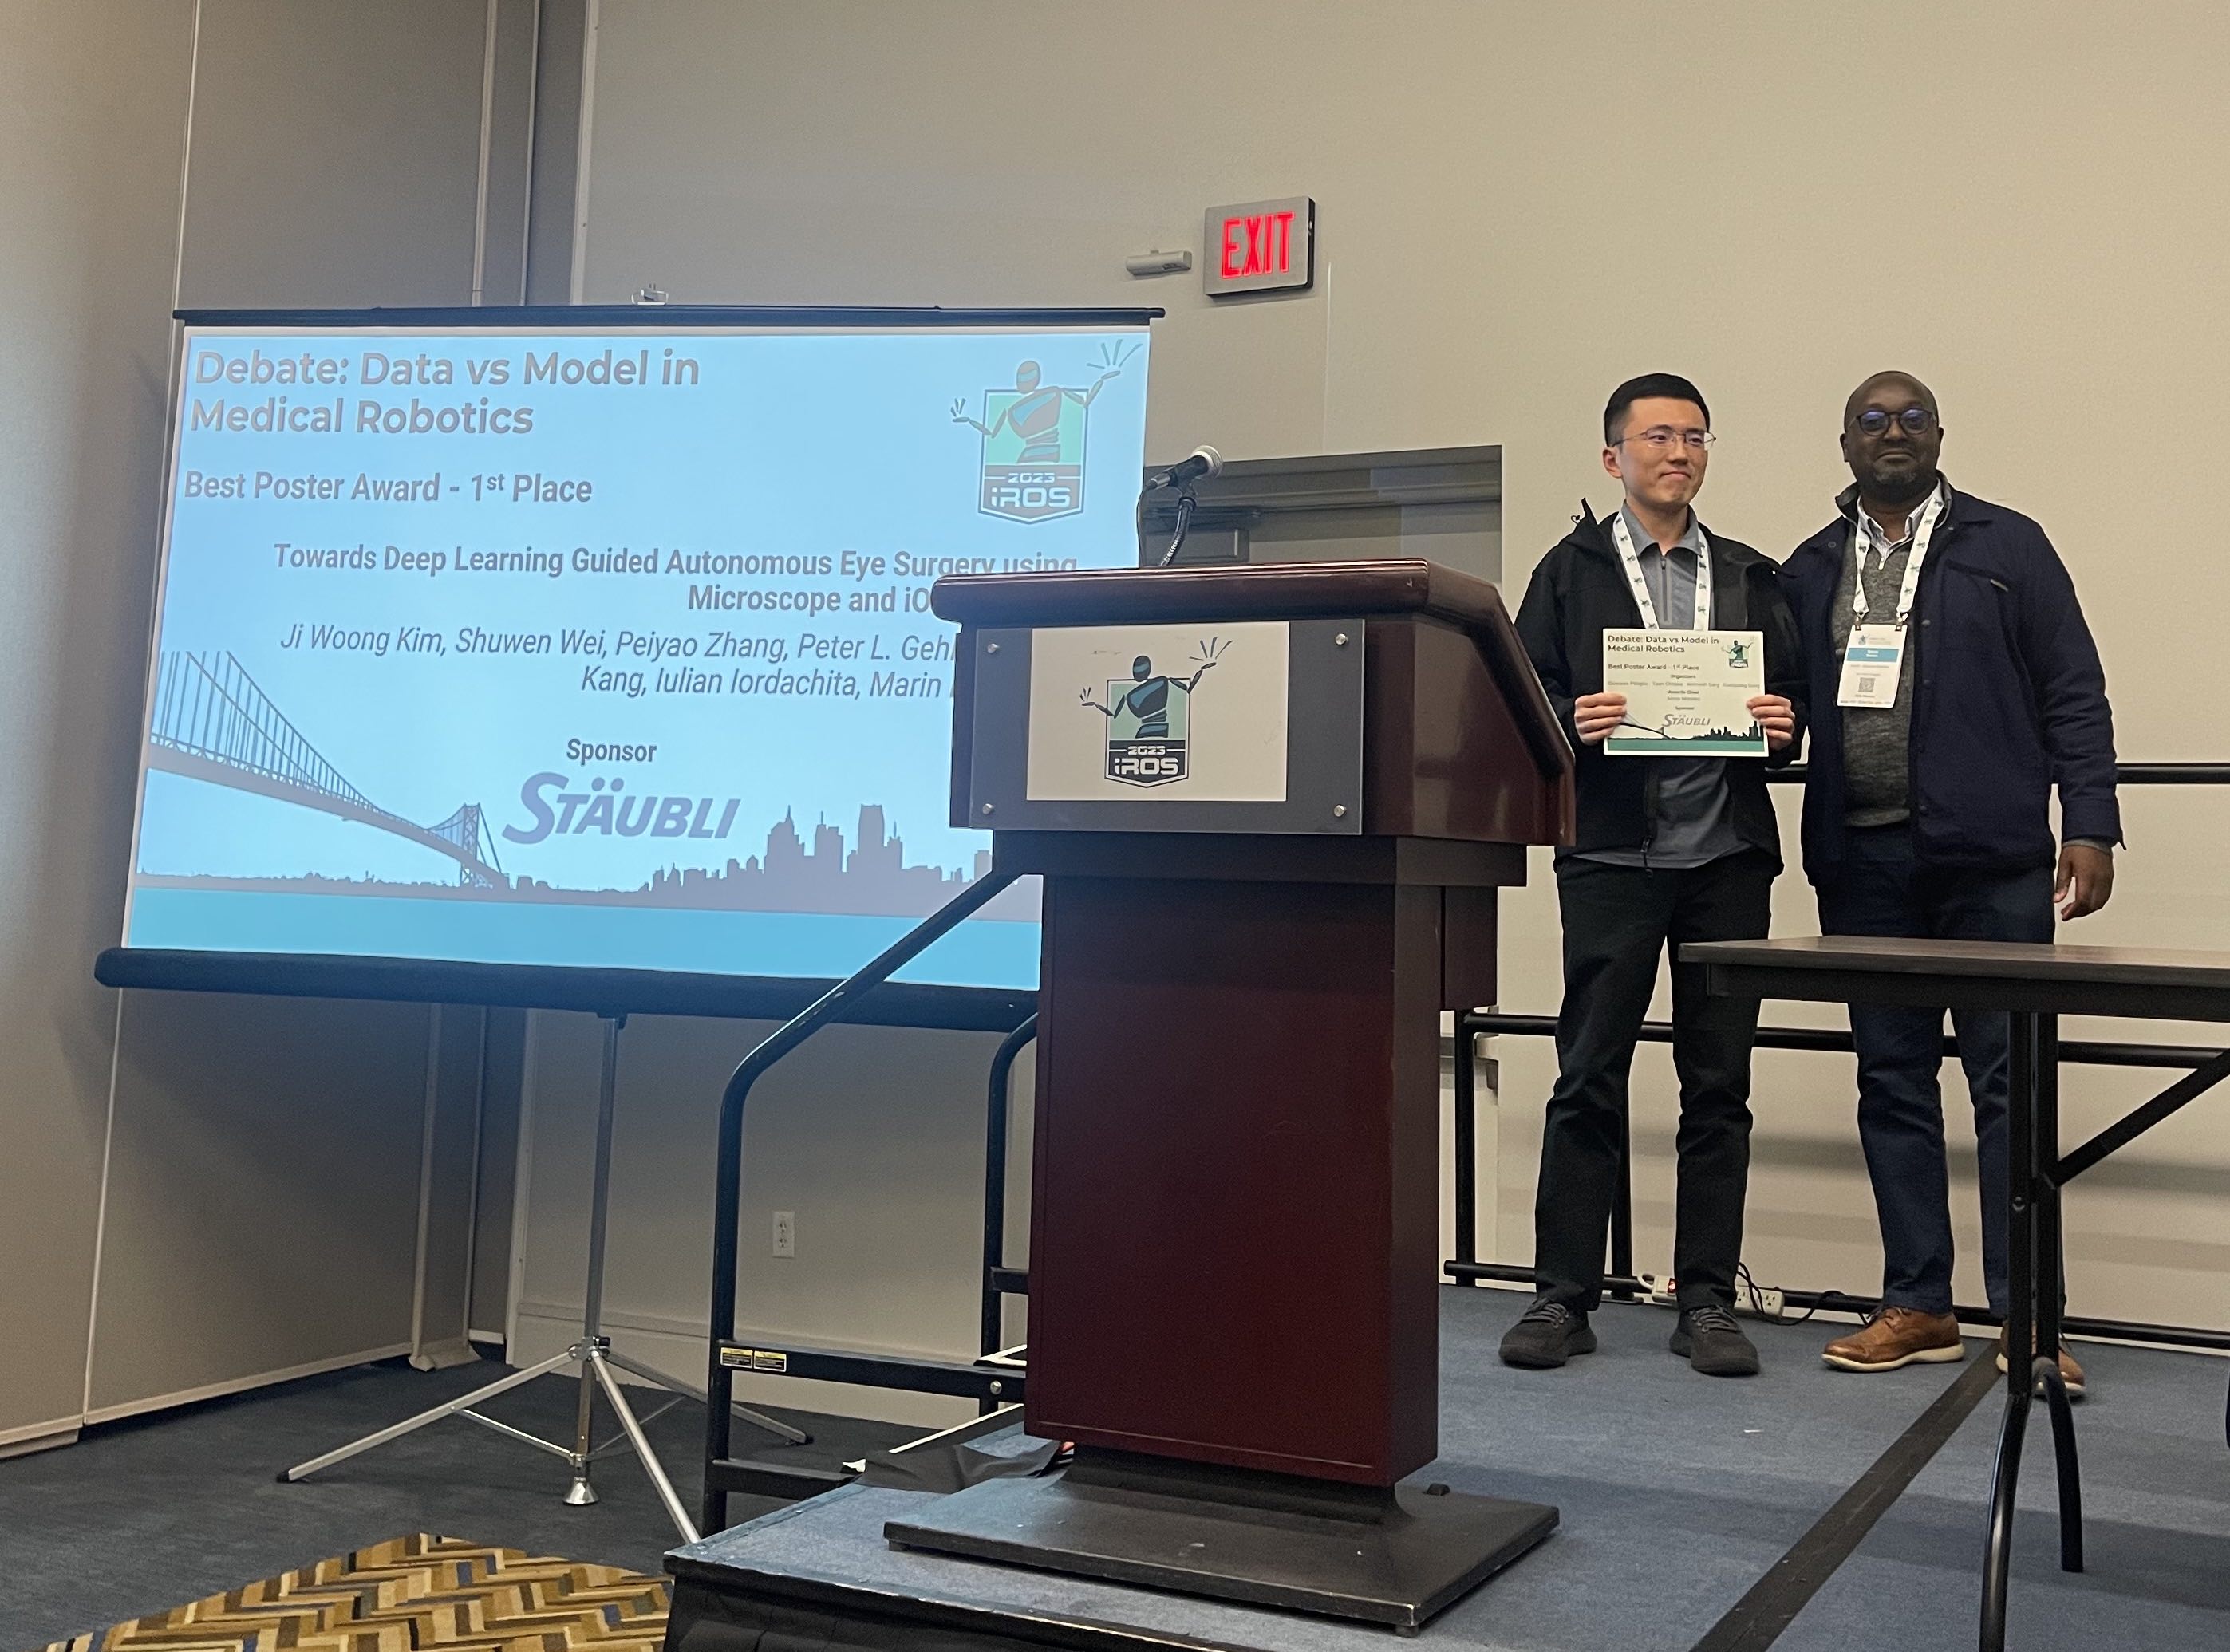 EXIT
Debate: Data vs Model in
Medical Robotics
2023
iROS
Best Poster Award - 1st Place
Towards Deep Learning Guided Autonomous Eye Surgery using
Microscope and
Ji Woong Kim, Shuwen Wei, Peiyao Zhang, Peter L.
Kang, Iulian Iordachita, Marin
Sponsor
STÄUBLI
2023
iROS
Debate: Data vs Model in
Medical Robotics
Best Poster Award - 1st Place
Organizers
Sponsor
STÄUBLI